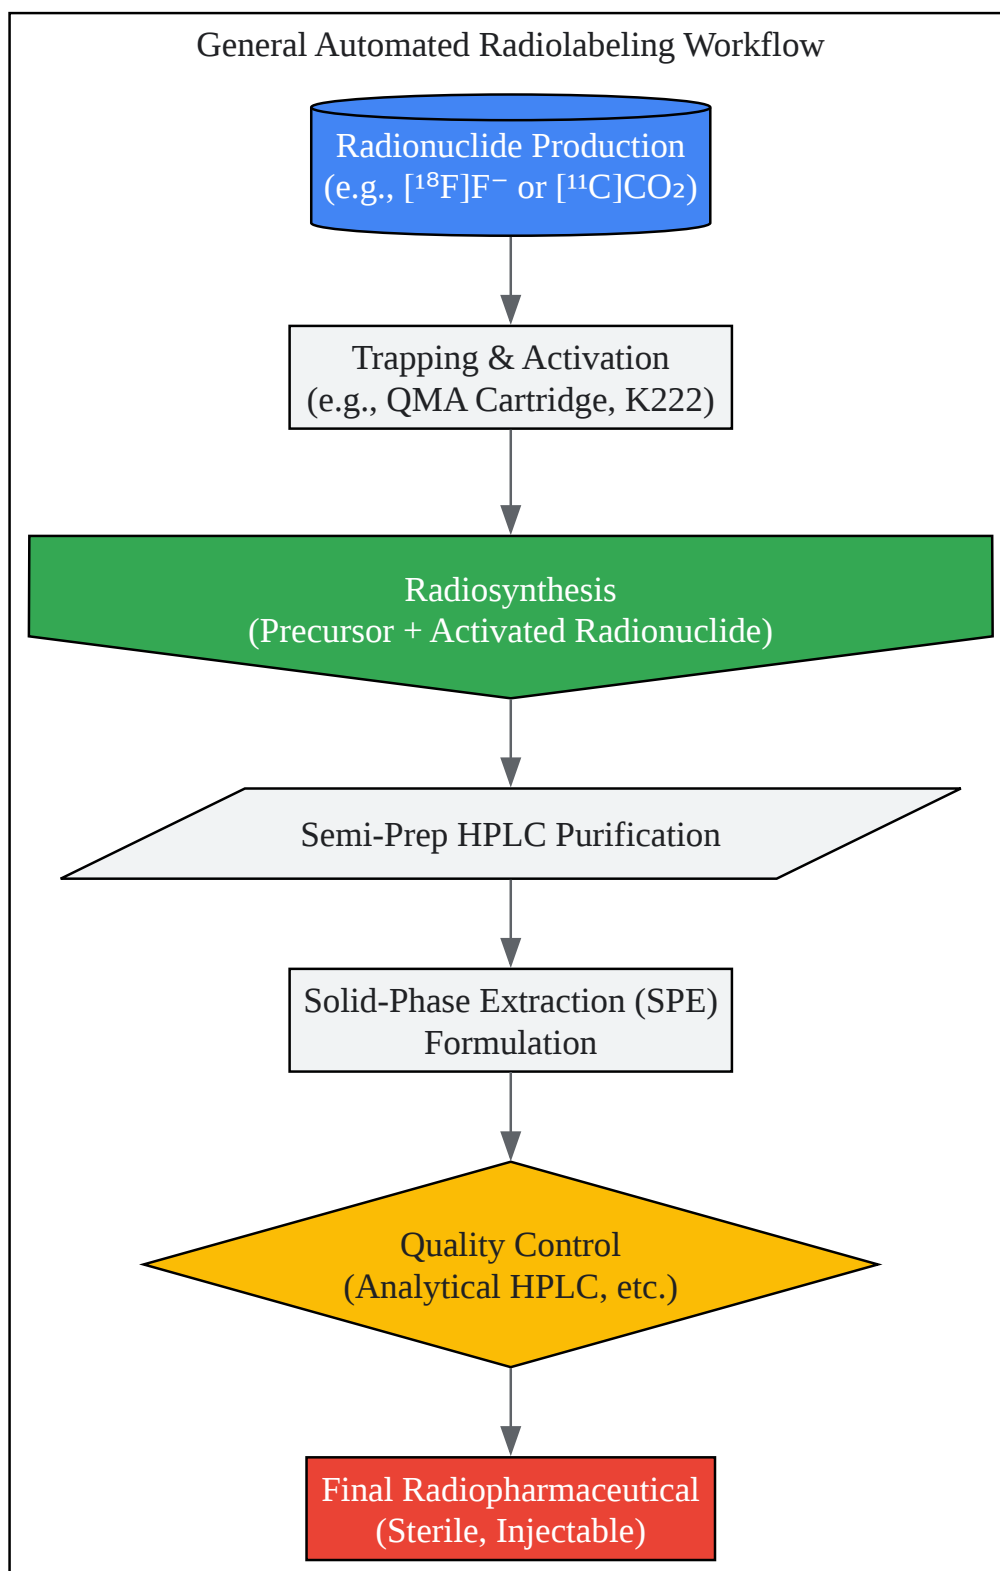 General Automated Radiolabeling Workflow
Radionuclide Production
(e.g., [¹⁸F]F⁻ or [¹¹C]CO₂)
Trapping & Activation
(e.g., QMA Cartridge, K222)
Radiosynthesis
(Precursor + Activated Radionuclide)
Semi-Prep HPLC Purification
Solid-Phase Extraction (SPE)
Formulation
Quality Control
(Analytical HPLC, etc.)
Final Radiopharmaceutical
(Sterile, Injectable)